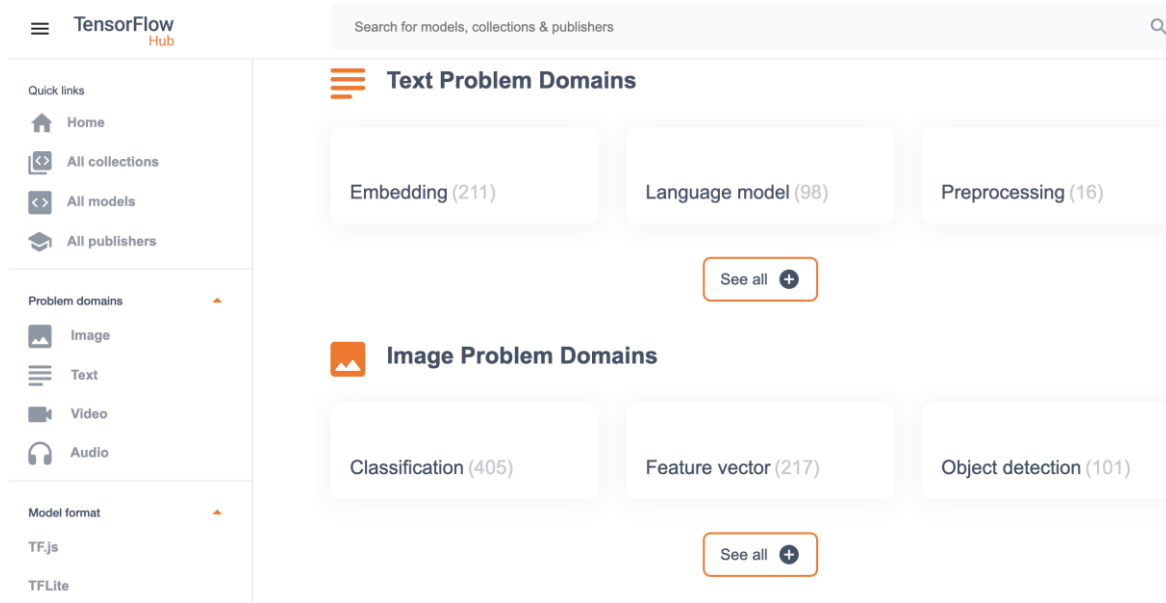 TensorFlow
Hub
Search for models, collections & publishers
Quick links
Home
All collections
All models
All publishers
Problem domains
Image
Text
Video
Audio
Model format
TF.js
TFLite
Text Problem Domains
Embedding (211)
Language model (98)
Preprocessing (16)
See all
Image Problem Domains
Classification (405)
Feature vector (217)
Object detection (101)
See all